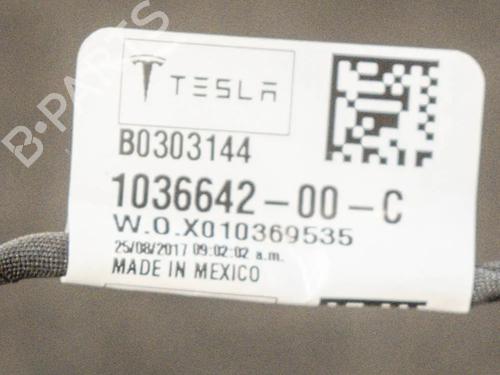 TESLA
B0303144
1036642-00-C
W.O.X010369535
25/08/2017 09:02:02 a.m.
MADE IN MEXICO
B-PARTS